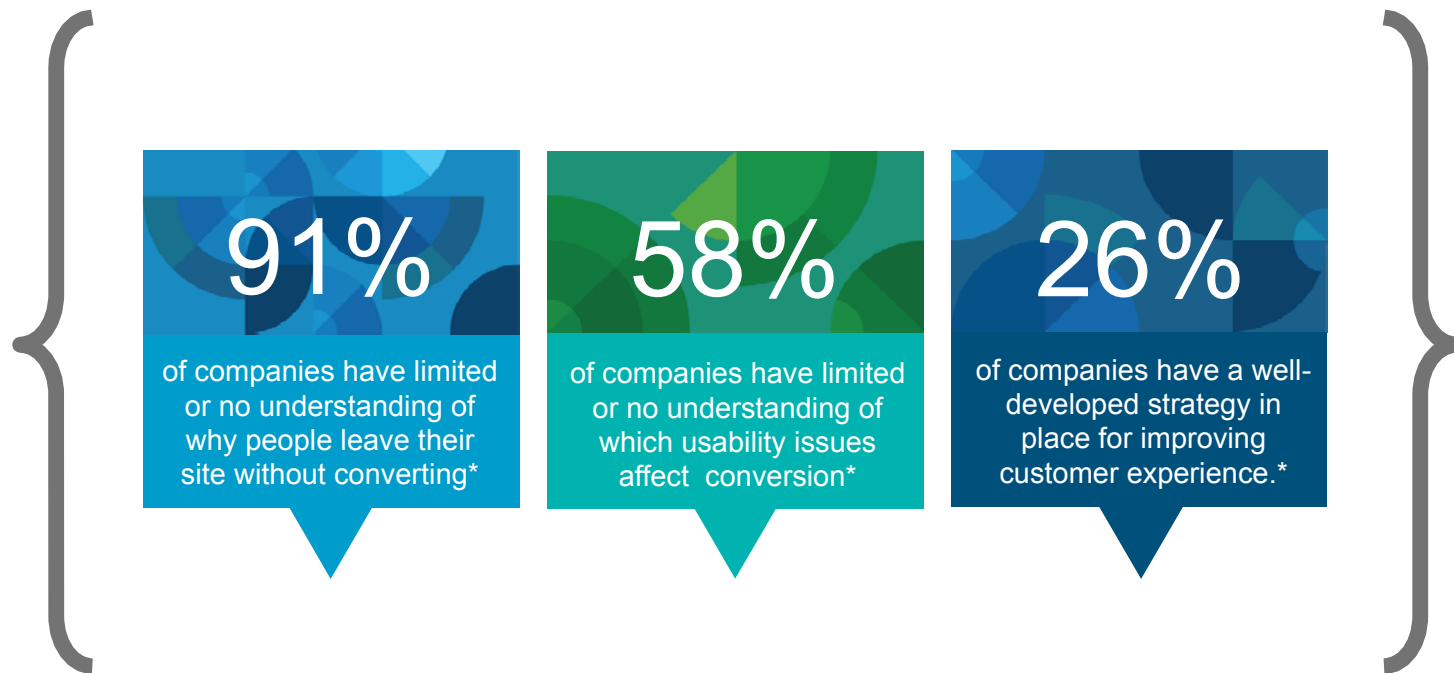 91%
of companies have limited
or no understanding of
why people leave their
site without converting*
58%
of companies have limited
or no understanding of
which usability issues
affect  conversion*
26%
of companies have a well-
developed strategy in
place for improving
customer experience.*